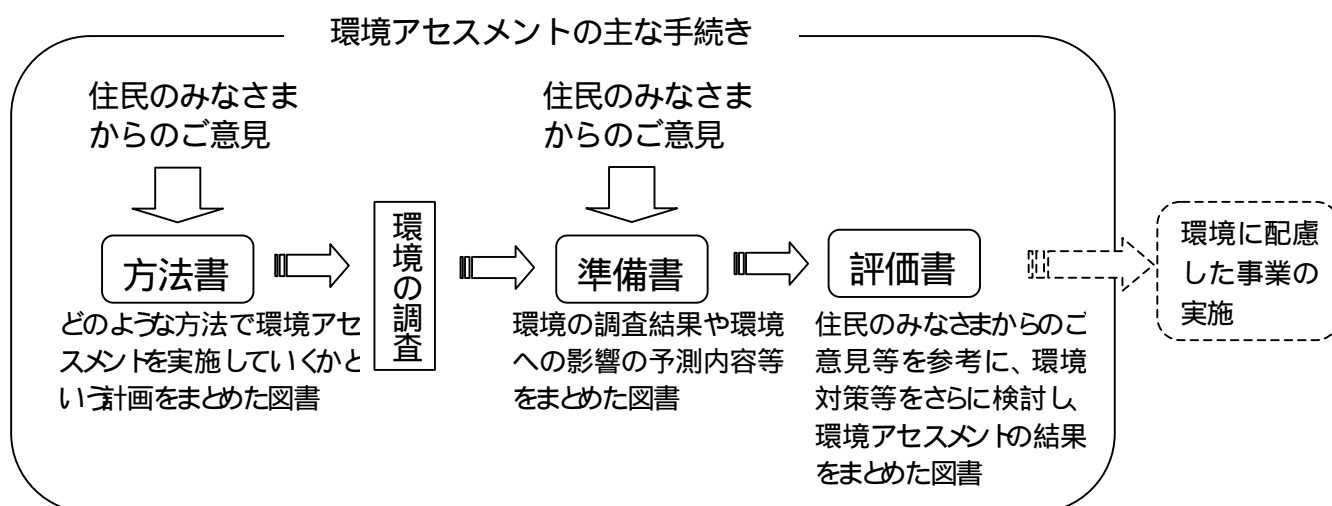 環境アセスメントの主な手続き
住民のみなさま
からのご意見
住民のみなさま
からのご意見
方法書
どのような方法で環境アセ
スメントを実施していくかと
いう計画をまとめた図書
環境の調査
準備書
環境の調査結果や環境
への影響の予測内容等
をまとめた図書
評価書
住民のみなさまからのご
意見等を参考に、環境
対策等をさらに検討し、
環境アセスメントの結果
をまとめた図書
環境に配慮
した事業の
実施